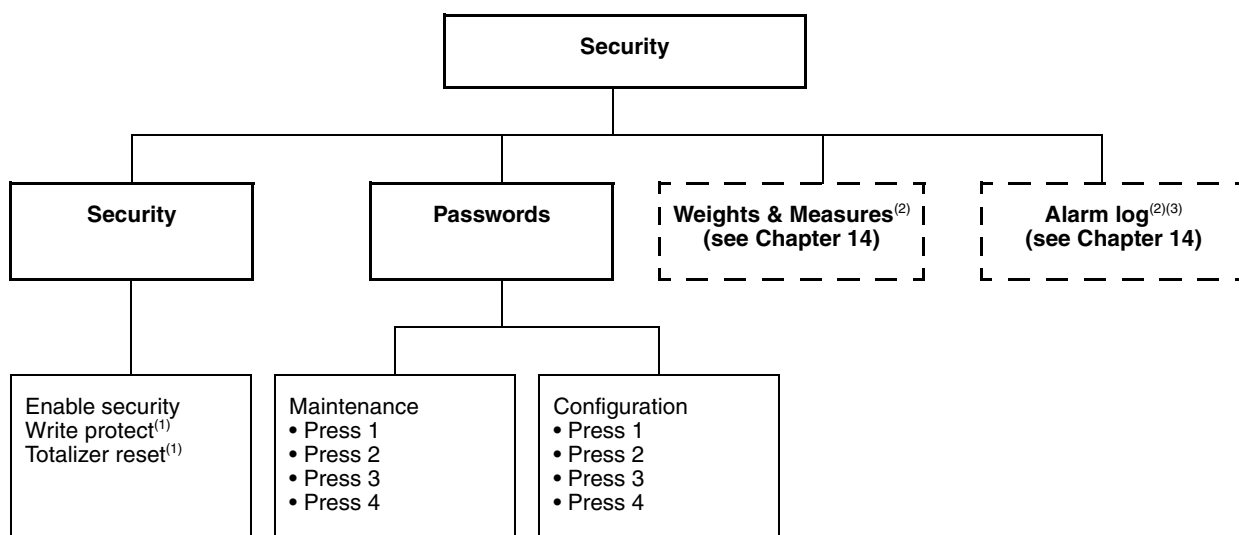 Security
Security
Passwords
Weights & Measures(2)
(see Chapter 14)
Alarm log(2)(3)
(see Chapter 14)
Enable security
Write protect(1)
Totalizer reset(1)
Maintenance
• Press 1
• Press 2
• Press 3
• Press 4
Configuration
• Press 1
• Press 2
• Press 3
• Press 4